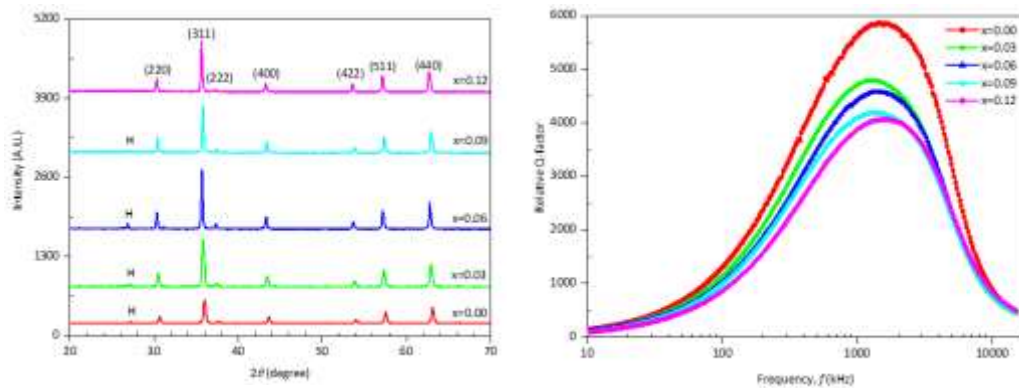 5200
3900
2600
1300
0
Intensity (A.U.)
(220)
(311)
(222)
(400)
(422)
(511)
(440)
x=0.12
H
x=0.09
H
x=0.06
H
x=0.03
H
x=0.00
20 30 40 50 60 70
2θ (degree)
6000
5000
4000
3000
2000
1000
0
Relative Q-factor
x=0.00
x=0.03
x=0.06
x=0.09
x=0.12
10 100 1000 10000
Frequency, f (kHz)